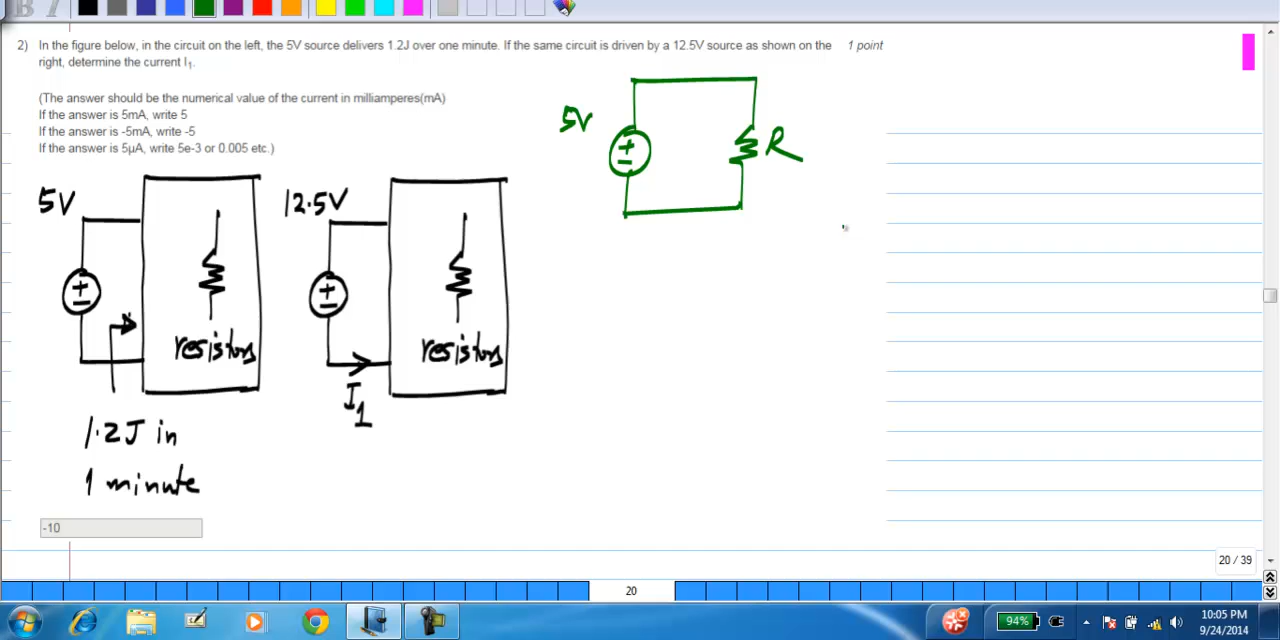 B I
2) In the figure below, in the circuit on the left, the 5V source delivers 1.2J over one minute. If the same circuit is driven by a 12.5V source as shown on the 1 point
right, determine the current I₁.
(The answer should be the numerical value of the current in milliamperes(mA)
If the answer is 5mA, write 5
If the answer is -5mA, write -5
If the answer is 5µA, write 5e-3 or 0.005 etc.)
5V
R
5V
12.5V
resistors
resistors
I1
1.2J in
1 minute
-10
20 / 39
20
94%
10:05 PM
9/24/2014